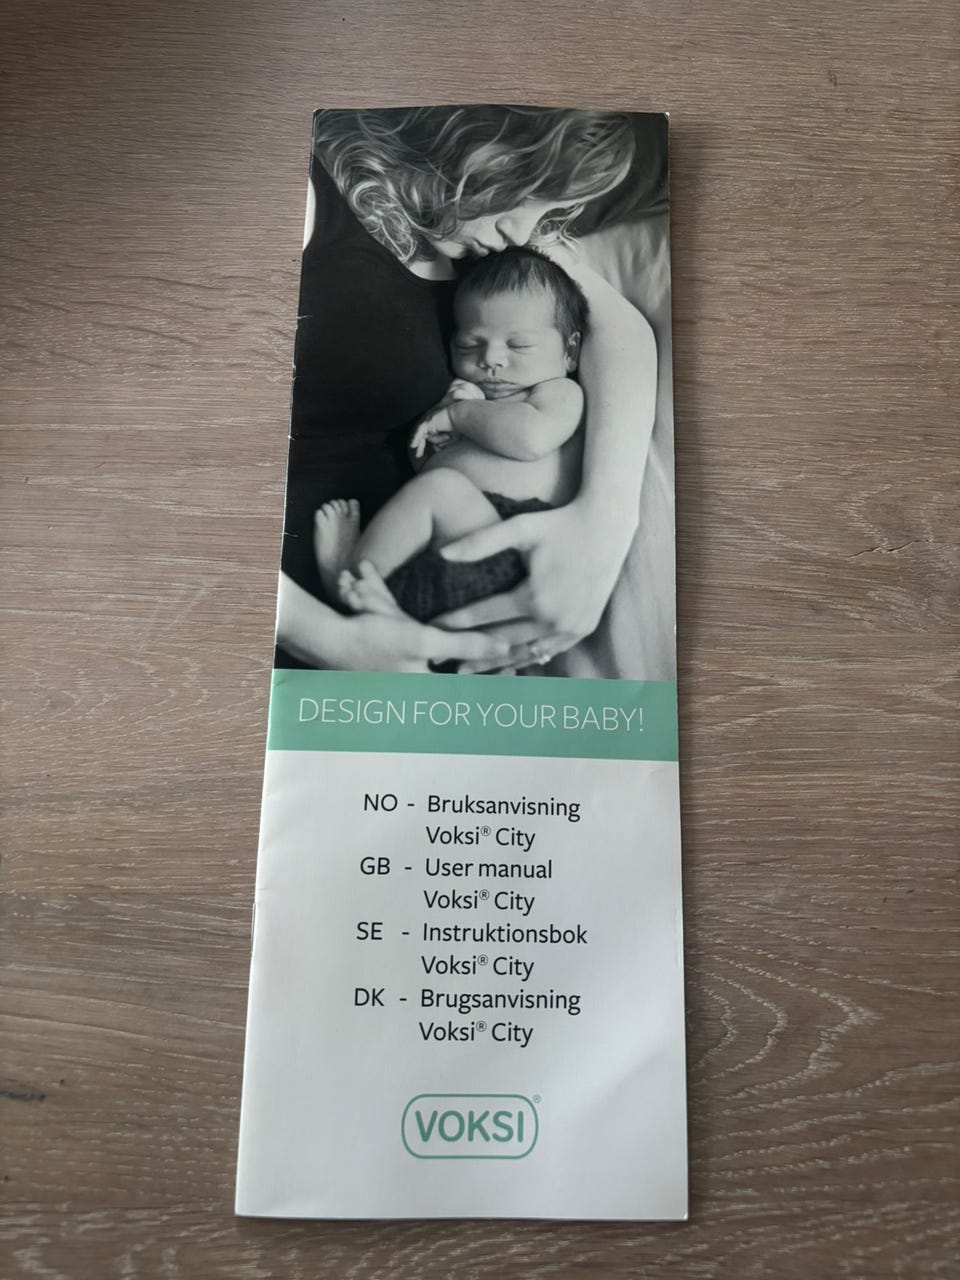 DESIGN FOR YOUR BABY!
NO - Bruksanvisning
Voksi® City
GB - User manual
Voksi® City
SE - Instruktionsbok
Voksi® City
DK - Brugsanvisning
Voksi® City
VOKSI®